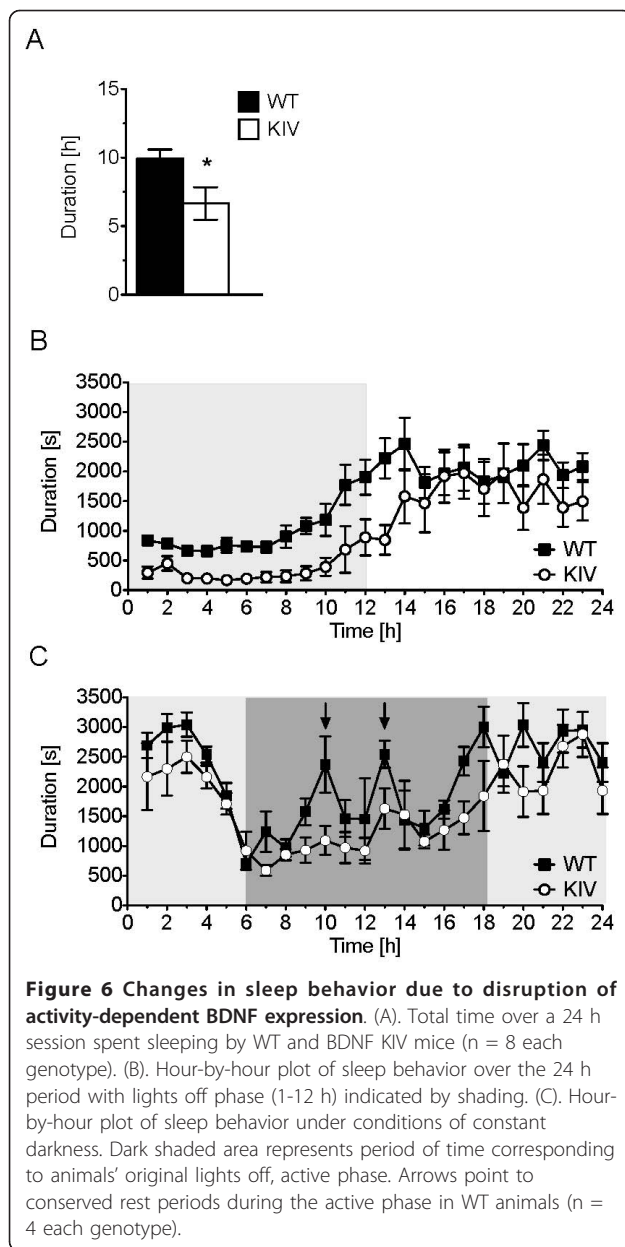 A
15
10
5
0
Duration [h]
WT
KIV
*
B
3500
3000
2500
2000
1500
1000
500
0
Duration [s]
WT
KIV
0 2 4 6 8 10 12 14 16 18 20 22 24
Time [h]
C
3500
3000
2500
2000
1500
1000
500
0
Duration [s]
WT
KIV
0 2 4 6 8 10 12 14 16 18 20 22 24
Time [h]
Figure 6 Changes in sleep behavior due to disruption of
activity-dependent BDNF expression. (A). Total time over a 24 h
session spent sleeping by WT and BDNF KIV mice (n = 8 each
genotype). (B). Hour-by-hour plot of sleep behavior over the 24 h
period with lights off phase (1-12 h) indicated by shading. (C). Hour-
by-hour plot of sleep behavior under conditions of constant
darkness. Dark shaded area represents period of time corresponding
to animals' original lights off, active phase. Arrows point to
conserved rest periods during the active phase in WT animals (n =
4 each genotype).